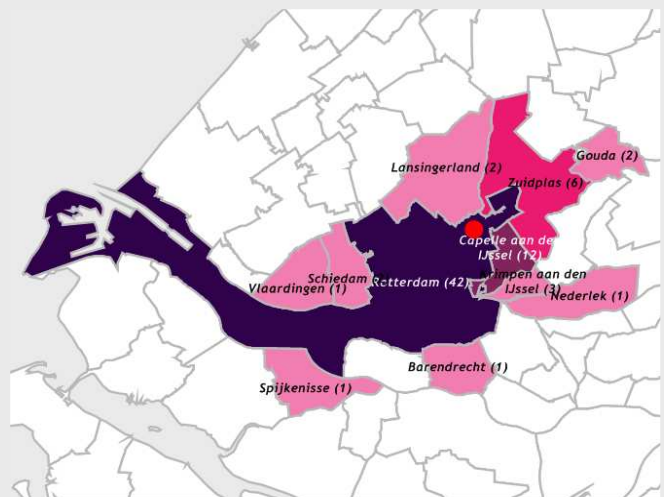 Gouda (2)
Lansingerland (2)
Zuidplas (6)
Capelle aan de
IJssel (12)
Krimpen aan den
IJssel (3)
Schiedam
Rotterdam (42)
Vlaardingen (1)
Nederlek (1)
Barendrecht (1)
Spijkenisse (1)